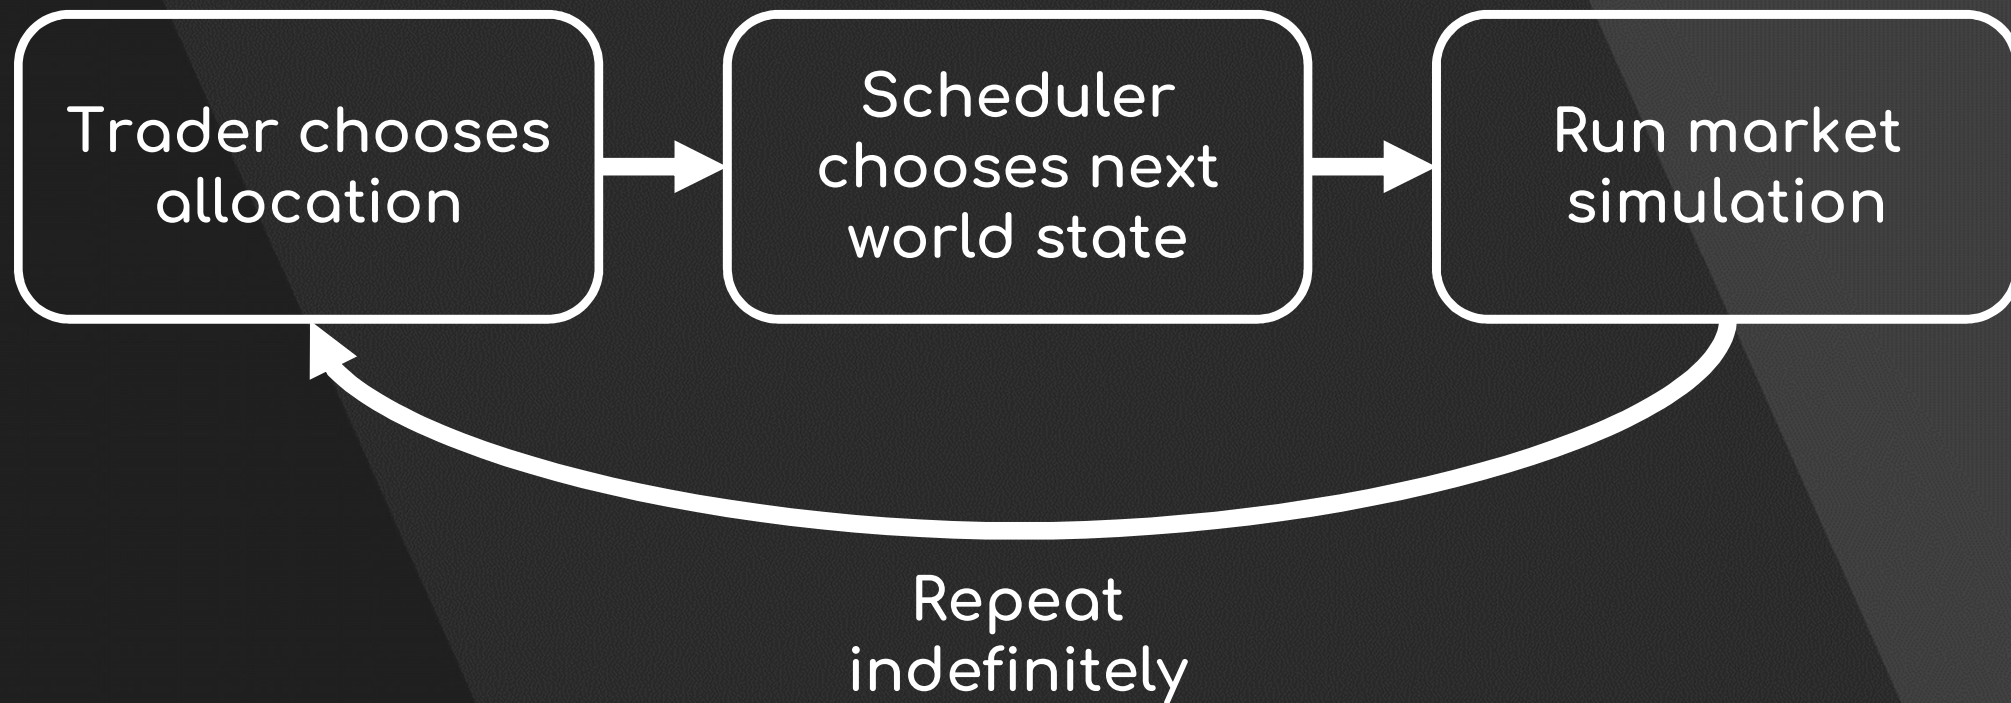 Trader chooses
allocation
Scheduler
chooses next
world state
Run market
simulation
Repeat
indefinitely